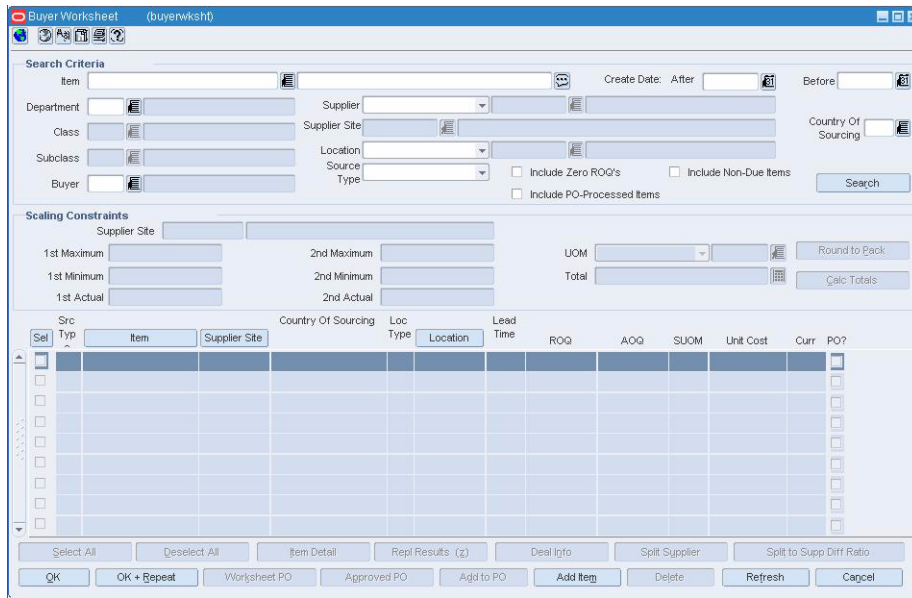 Buyer Worksheet (buyerwksht)
Search Criteria
Item Create Date: After Before
Department Supplier
Class Supplier Site Country Of Sourcing
Subclass Location
Buyer Source Type Include Zero ROQ's Include Non-Due Items Search
Include PO-Processed Items
Scaling Constraints
Supplier Site
1st Maximum 2nd Maximum UOM Round to Pack
1st Minimum 2nd Minimum Total Calc Totals
1st Actual 2nd Actual
Sel Src Typ Item Supplier Site Country Of Sourcing Loc Type Location Lead Time ROQ AOQ SUOM Unit Cost Curr PO?
Select All Deselect All Item Detail Repl Results (z) Deal Info Split Supplier Split to Supp Diff Ratio
OK OK + Repeat Worksheet PO Approved PO Add to PO Add Item Delete Refresh Cancel